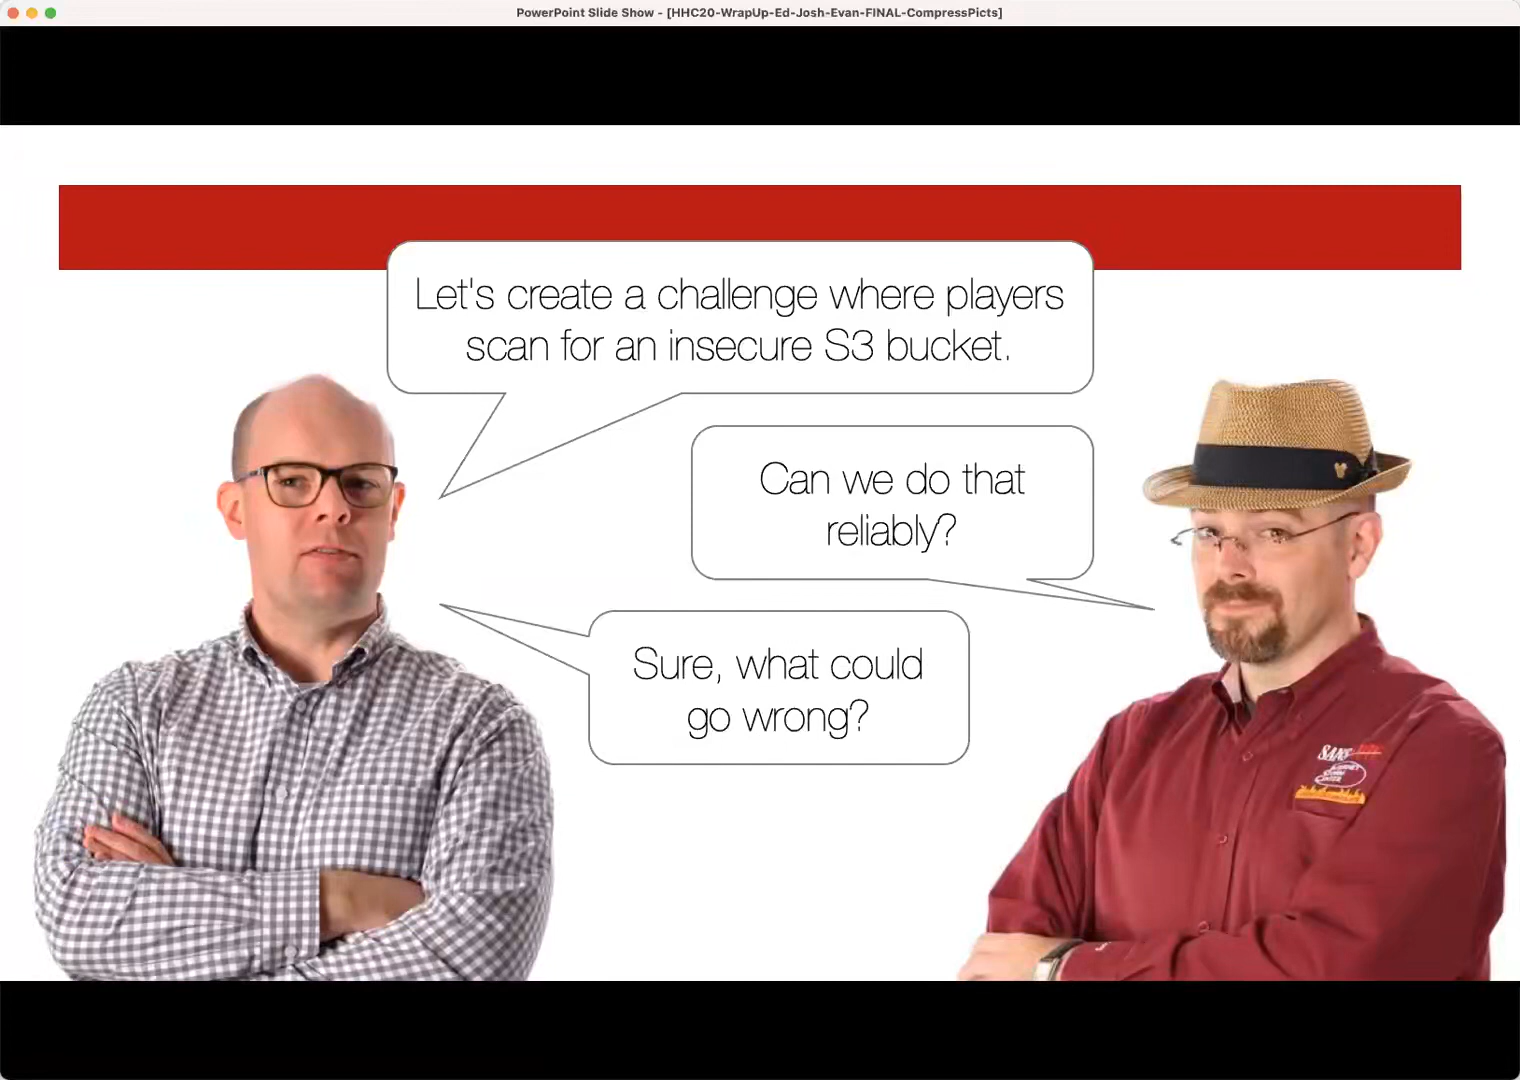 PowerPoint Slide Show - [HHC20-WrapUp-Ed-Josh-Evan-FINAL-CompressPicts]
Let's create a challenge where players
scan for an insecure S3 bucket.
Can we do that
reliably?
Sure, what could
go wrong?
SANS